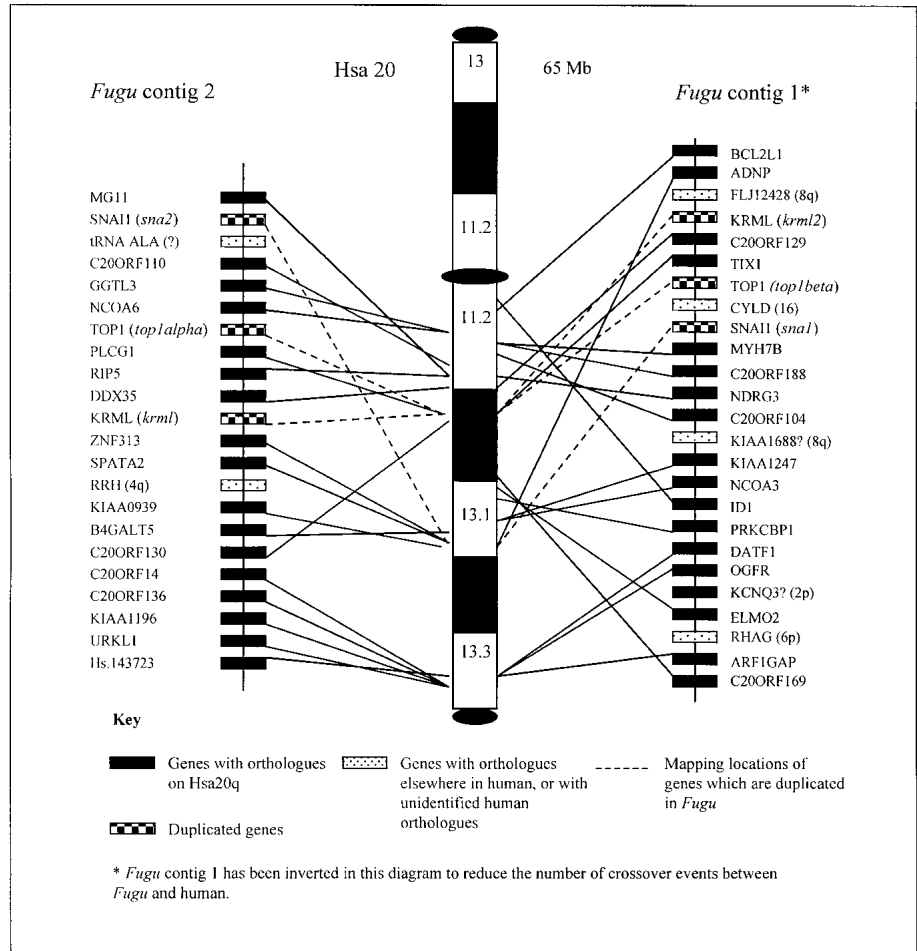 Hsa 20
65 Mb
Fugu contig 2
Fugu contig 1*
13
11.2
11.2
13.1
13.3
MG11
SNAI1 (sna2)
tRNA ALA (?)
C20ORF110
GGTL3
NCOA6
TOP1 (top1alpha)
PLCG1
RIP5
DDX35
KRML (krml)
ZNF313
SPATA2
RRH (4q)
KIAA0939
B4GALT5
C20ORF130
C20ORF14
C20ORF136
KIAA1196
URKL1
Hs.143723
BCL2L1
ADNP
FLJ12428 (8q)
KRML (krml2)
C20ORF129
TIX1
TOP1 (top1beta)
CYLD (16)
SNAI1 (sna1)
MYH7B
C20ORF188
NDRG3
C20ORF104
KIAA1688? (8q)
KIAA1247
NCOA3
ID1
PRKCBP1
DATF1
OGFR
KCNQ3? (2p)
ELMO2
RHAG (6p)
ARF1GAP
C20ORF169
Key
Genes with orthologues
on Hsa20q
Genes with orthologues
elsewhere in human, or with
unidentified human
orthologues
Mapping locations of
genes which are duplicated
in Fugu
Duplicated genes
* Fugu contig 1 has been inverted in this diagram to reduce the number of crossover events between
Fugu and human.